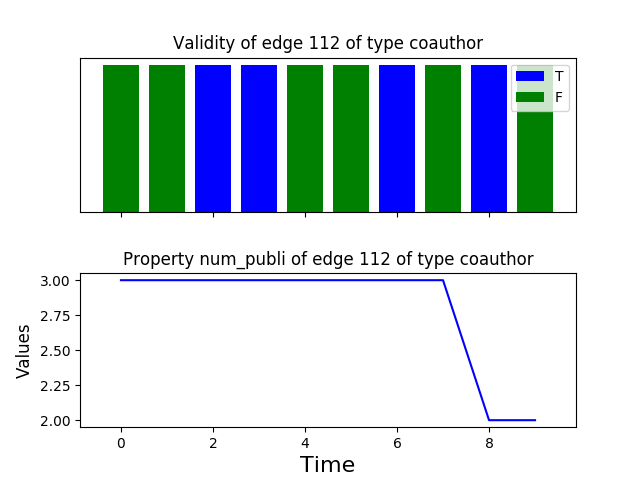 Validity of edge 112 of type coauthor
T
F
Property num_publi of edge 112 of type coauthor
3.00
2.75
2.50
2.25
2.00
Values
0 2 4 6 8
Time